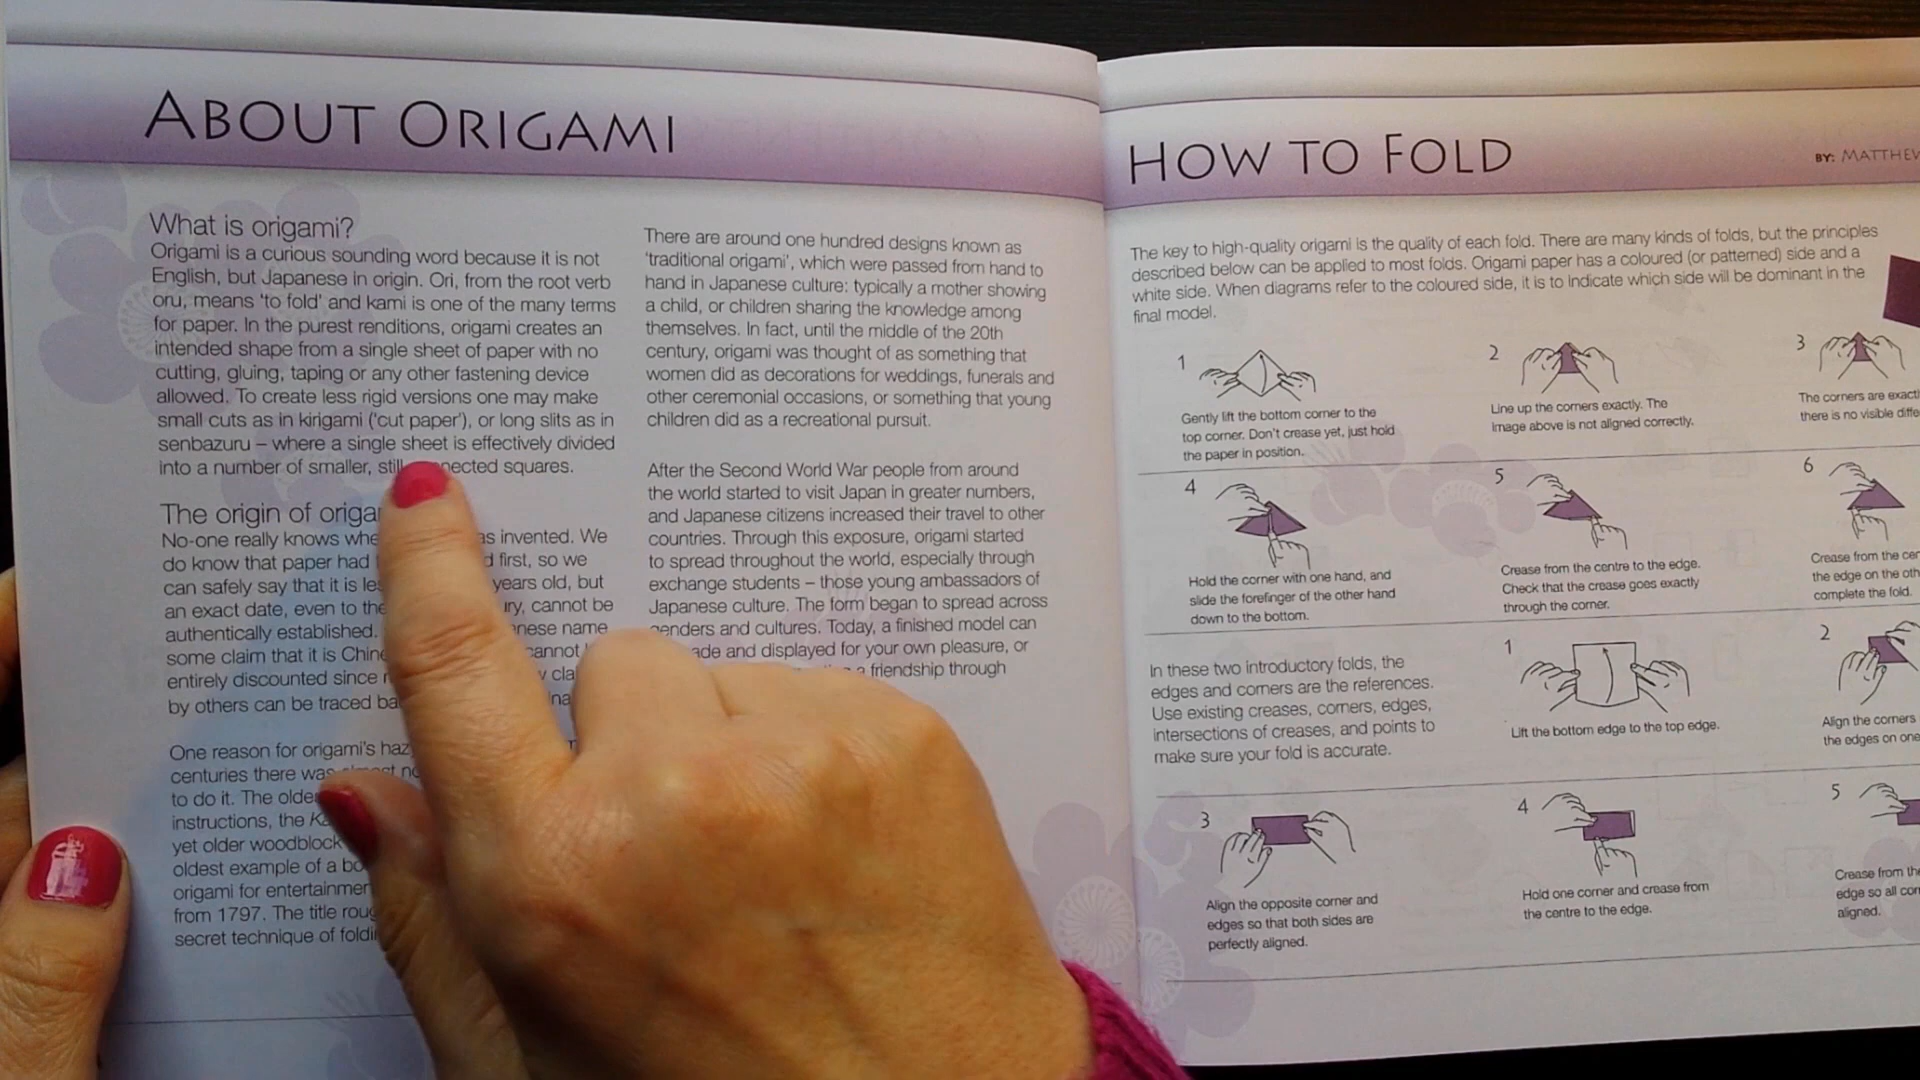 ABOUT ORIGAMI
What is origami?
Origami is a curious sounding word because it is not
English, but Japanese in origin. Ori, from the root verb
oru, means 'to fold' and kami is one of the many terms
for paper. In the purest renditions, origami creates an
intended shape from a single sheet of paper with no
cutting, gluing, taping or any other fastening device
allowed. To create less rigid versions one may make
small cuts as in kirigami ('cut paper'), or long slits as in
senbazuru – where a single sheet is effectively divided
into a number of smaller, still squares.
The origin of
No-one really knows invented. We
do know that paper had first, so we
can safely say that it is years old, but
an exact date, even to the cannot be
authentically established. name
some claim that it is
entirely discounted since
by others can be traced
One reason for origami's
centuries there was
to do it. The
instructions, the
yet older woodblock
oldest example of a
origami for
from 1797. The title
secret technique of
There are around one hundred designs known as
'traditional origami', which were passed from hand to
hand in Japanese culture: typically a mother showing
a child, or children sharing the knowledge among
themselves. In fact, until the middle of the 20th
century, origami was thought of as something that
women did as decorations for weddings, funerals and
other ceremonial occasions, or something that young
children did as a recreational pursuit.
After the Second World War people from around
the world started to visit Japan in greater numbers,
and Japanese citizens increased their travel to other
countries. Through this exposure, origami started
to spread throughout the world, especially through
exchange students – those young ambassadors of
Japanese culture. The form began to spread across
genders and cultures. Today, a finished model can
and displayed for your own pleasure, or
a friendship through
HOW TO FOLD
BY: MATTHEW
The key to high-quality origami is the quality of each fold. There are many kinds of folds, but the principles
described below can be applied to most folds. Origami paper has a coloured (or patterned) side and a
white side. When diagrams refer to the coloured side, it is to indicate which side will be dominant in the
final model.
1
Gently lift the bottom corner to the
top corner. Don't crease yet, just hold
the paper in position.
2
Line up the corners exactly. The
image above is not aligned correctly.
3
The corners are
there is no visible
4
Hold the corner with one hand, and
slide the forefinger of the other hand
down to the bottom.
5
Crease from the centre to the edge.
Check that the crease goes exactly
through the corner.
6
Crease from the
the edge on the
complete the fold.
In these two introductory folds, the
edges and corners are the references.
Use existing creases, corners, edges,
intersections of creases, and points to
make sure your fold is accurate.
1
Lift the bottom edge to the top edge.
2
Align the corners
the edges on
3
Align the opposite corner and
edges so that both sides are
perfectly aligned.
4
Hold one corner and crease from
the centre to the edge.
5
Crease from
edge so all
aligned.